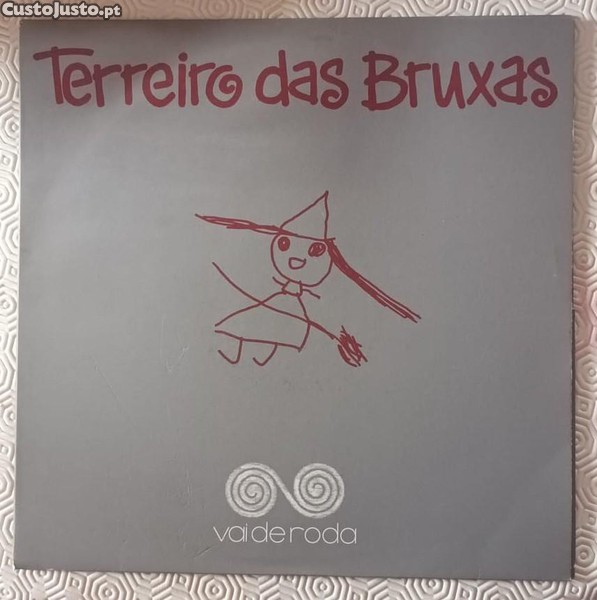 CustoJusto.pt
Terreiro das Bruxas
vai de roda